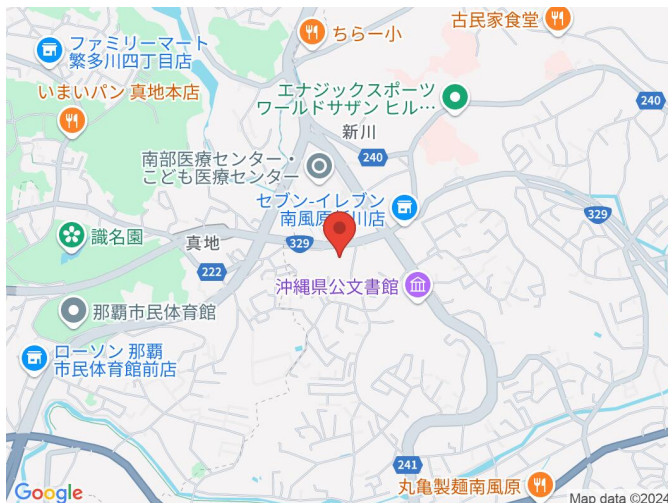 ファミリーマート
繁多川四丁目店
ちらー小
古民家食堂
いまいパン 真地本店
エナジックスポーツ
ワールドサザン ヒル…
240
新川
240
南部医療センター・
こども医療センター
セブン-イレブン
南風原新川店
329
識名園
真地
329
222
沖縄県公文書館
那覇市民体育館
ローソン 那覇
市民体育館前店
241
丸亀製麺南風原
Google
Map data ©2024